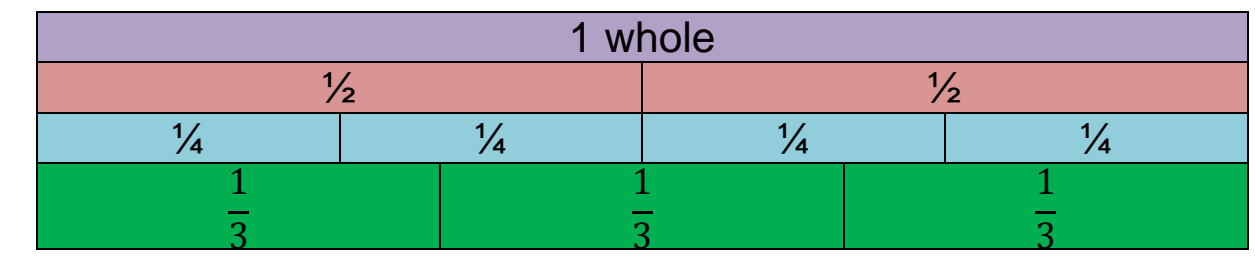 1 whole
½ ½
¼ ¼ ¼ ¼
1/3 1/3 1/3